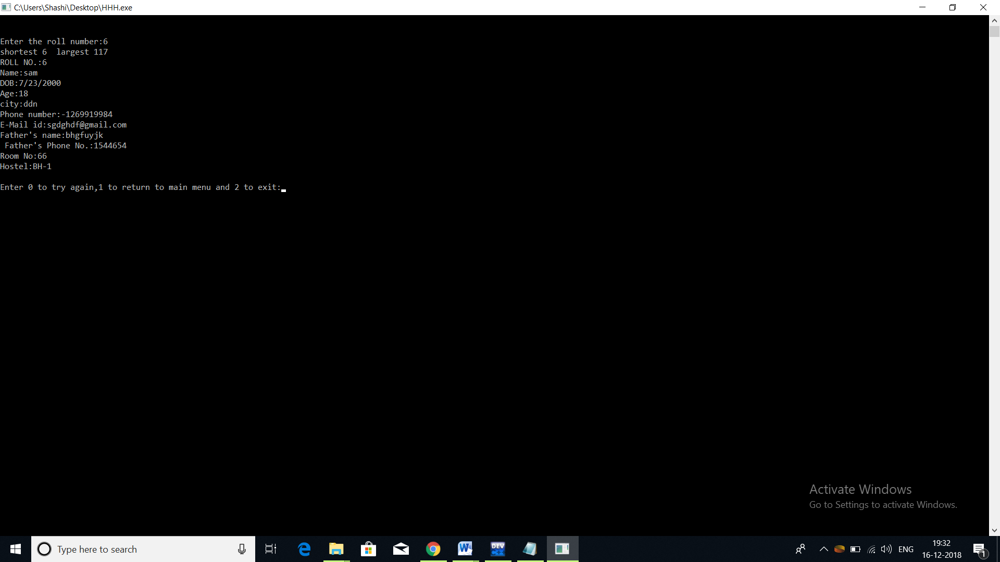 C:\Users\Shashi\Desktop\HHH.exe
Enter the roll number:6
shortest 6  largest 117
ROLL NO.:6
Name:sam
DOB:7/23/2000
Age:18
city:ddn
Phone number:-1269919984
E-Mail id:sgdghdf@gmail.com
Father's name:bhgfuyjk
 Father's Phone No.:1544654
Room No:66
Hostel:BH-1
Enter 0 to try again,1 to return to main menu and 2 to exit:
Activate Windows
Go to Settings to activate Windows.
Type here to search
W
DEV
C++
ENG
19:32
16-12-2018
1